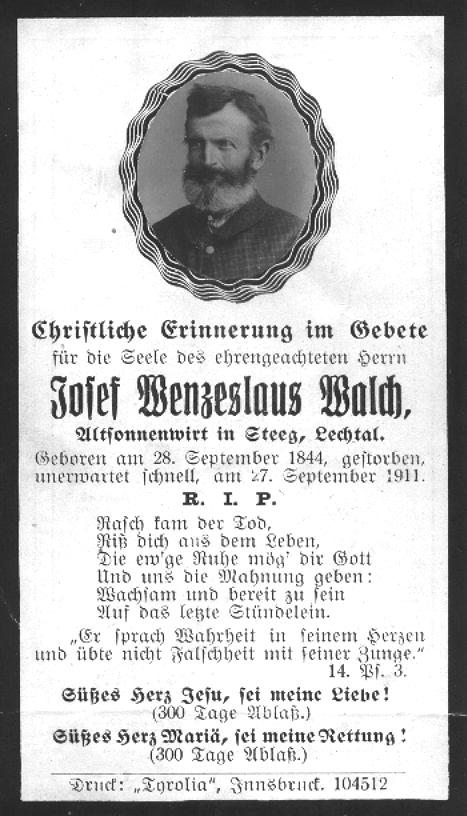 Christliche Erinnerung im Gebete
für die Seele des ehrengeachteten Herrn
Josef Wenzeslaus Walch,
Altsonnenwirt in Steeg, Lechtal.
Geboren am 28. September 1844, gestorben,
unerwartet schnell, am 27. September 1911.
R. I. P.
Rasch kam der Tod,
Riß dich aus dem Leben,
Die ew'ge Ruhe mög' dir Gott
Und uns die Mahnung geben:
Wachsam und bereit zu sein
Auf das letzte Stündelein.
„Er sprach Wahrheit in seinem Herzen
und übte nicht Falschheit mit seiner Zunge."
14. Ps. 3.
Süßes Herz Jesu, sei meine Liebe!
(300 Tage Ablaß.)
Süßes Herz Mariä, sei meine Rettung!
(300 Tage Ablaß.)
Druck: „Tyrolia", Innsbruck. 104512